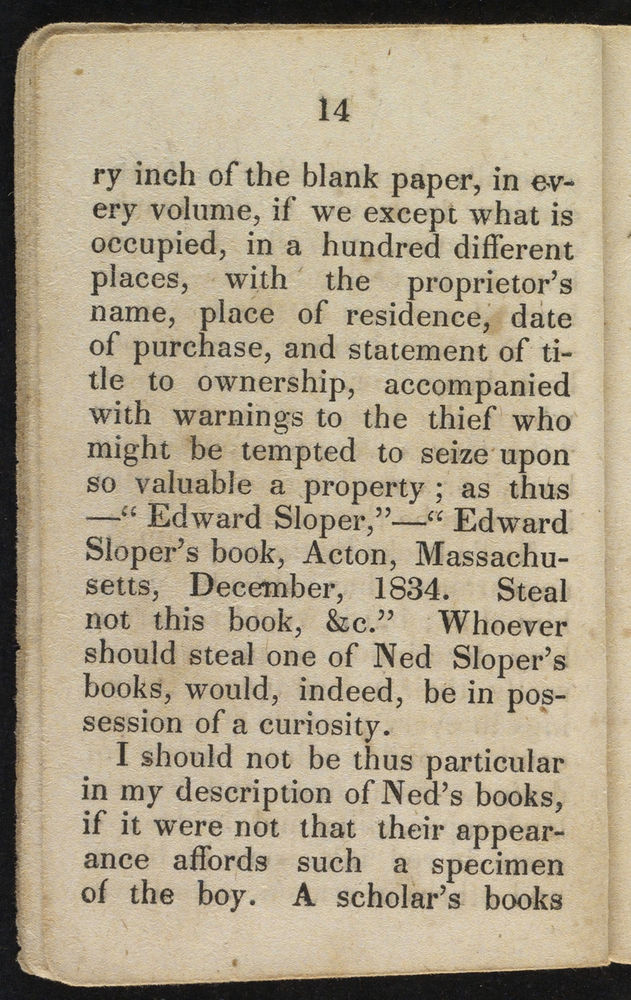 14
ry inch of the blank paper, in ev-
ery volume, if we except what is
occupied, in a hundred different
places, with the proprietor's
name, place of residence, date
of purchase, and statement of ti-
tle to ownership, accompanied
with warnings to the thief who
might be tempted to seize upon
so valuable a property ; as thus
—“ Edward Sloper,”—“ Edward
Sloper's book, Acton, Massachu-
setts, December, 1834. Steal
not this book, &c.” Whoever
should steal one of Ned Sloper's
books, would, indeed, be in pos-
session of a curiosity.
I should not be thus particular
in my description of Ned's books,
if it were not that their appear-
ance affords such a specimen
of the boy. A scholar's books